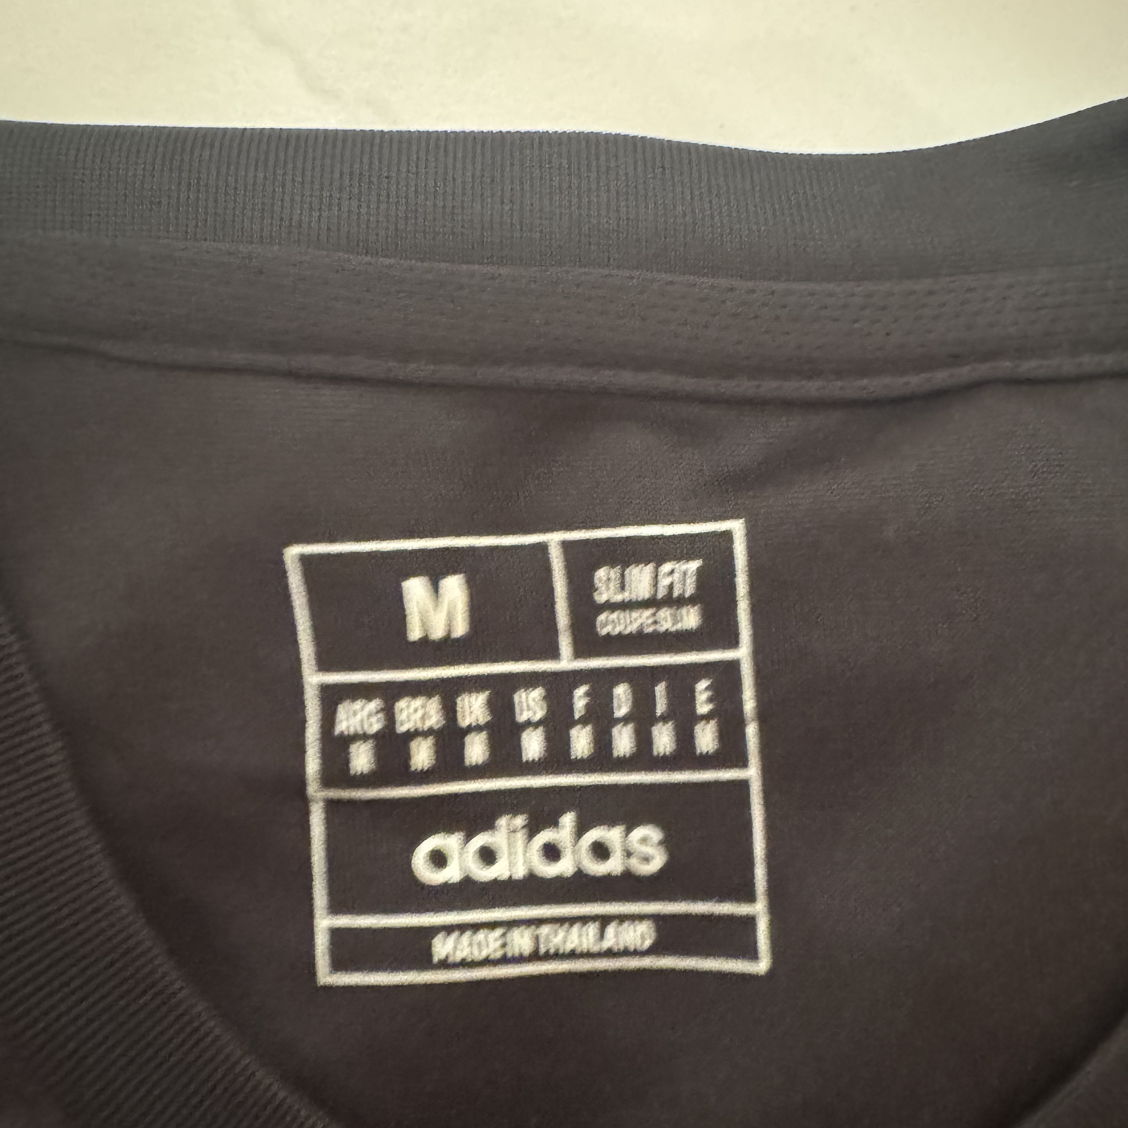 M
SLIM FIT
COUPE SLIM
ARG BRA UK US F D I E
M M M M M M M M
adidas
MADE IN THAILAND